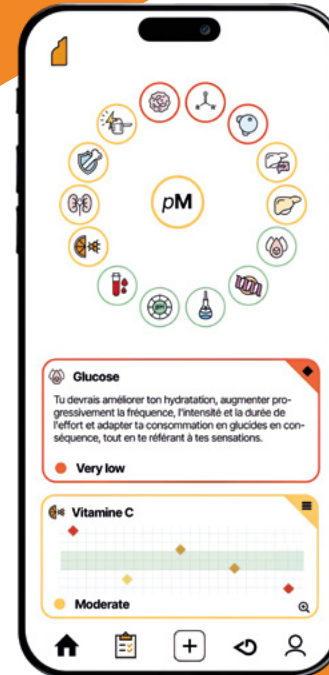 pM
pH
Glucose
Tu devrais améliorer ton hydratation, augmenter pro-
gressivement la fréquence, l'intensité et la durée de
l'effort et adapter ta consommation en glucides en con-
séquence, tout en te référant à tes sensations.
Very low
Vitamine C
Moderate